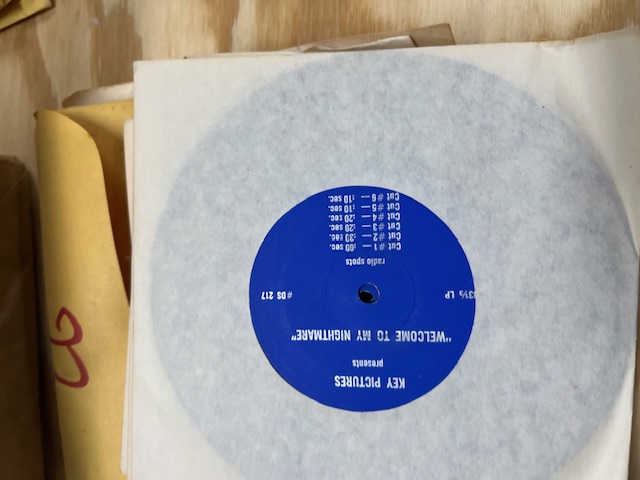 KEY PICTURES
presents
"WELCOME TO MY NIGHTMARE"
33⅓ LP
# DS 217
radio spots
Cut # 1 — :60 sec.
Cut # 2 — :30 sec.
Cut # 3 — :20 sec.
Cut # 4 — :20 sec.
Cut # 5 — :10 sec.
Cut # 6 — :10 sec.